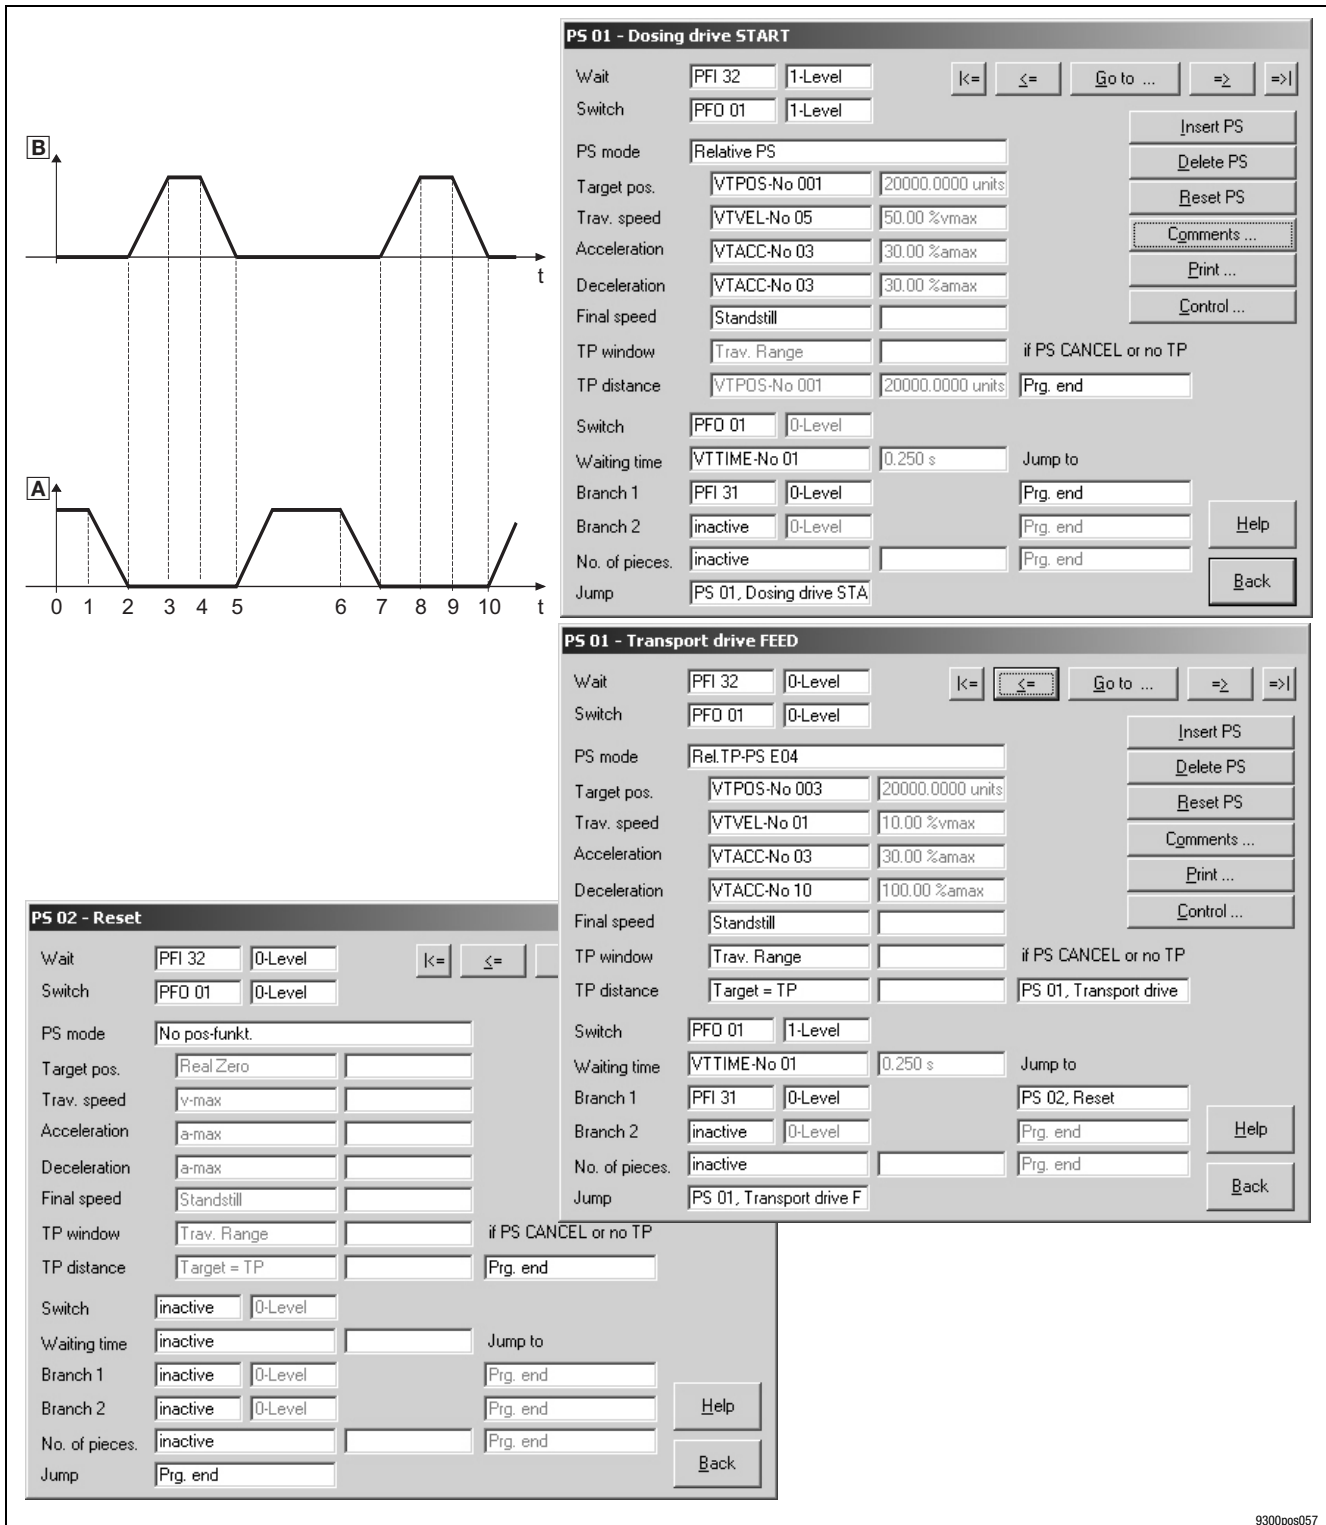 B
t
A
0 1 2 3 4 5 6 7 8 9 10 t
PS 01 - Dosing drive START
Wait PFI 32 1-Level |<= <= Go to ... => =>|
Switch PFO 01 1-Level
Insert PS
PS mode Relative PS
Delete PS
Target pos. VTPOS-No 001 20000.0000 units
Reset PS
Trav. speed VTVEL-No 05 50.00 %vmax
Comments ...
Acceleration VTACC-No 03 30.00 %amax
Print ...
Deceleration VTACC-No 03 30.00 %amax
Control ...
Final speed Standstill
TP window Trav. Range if PS CANCEL or no TP
TP distance VTPOS-No 001 20000.0000 units Prg. end
Switch PFO 01 0-Level
Waiting time VTTIME-No 01 0.250 s Jump to
Branch 1 PFI 31 0-Level Prg. end
Branch 2 inactive 0-Level Prg. end
Help
No. of pieces. inactive Prg. end
Back
Jump PS 01, Dosing drive STA
PS 01 - Transport drive FEED
Wait PFI 32 0-Level |<= <= Go to ... => =>|
Switch PFO 01 0-Level
Insert PS
PS mode Rel.TP-PS E04
Delete PS
Target pos. VTPOS-No 003 20000.0000 units
Reset PS
Trav. speed VTVEL-No 01 10.00 %vmax
Comments ...
Acceleration VTACC-No 03 30.00 %amax
Print ...
Deceleration VTACC-No 10 100.00 %amax
Control ...
Final speed Standstill
TP window Trav. Range if PS CANCEL or no TP
TP distance Target = TP PS 01, Transport drive
Switch PFO 01 1-Level
Waiting time VTTIME-No 01 0.250 s Jump to
Branch 1 PFI 31 0-Level PS 02, Reset
Branch 2 inactive 0-Level Prg. end
Help
No. of pieces. inactive Prg. end
Back
Jump PS 01, Transport drive F
PS 02 - Reset
Wait PFI 32 0-Level |<= <=
Switch PFO 01 0-Level
PS mode No pos-funkt.
Target pos. Real Zero
Trav. speed v-max
Acceleration a-max
Deceleration a-max
Final speed Standstill
TP window Trav. Range if PS CANCEL or no TP
TP distance Target = TP Prg. end
Switch inactive 0-Level
Waiting time inactive Jump to
Branch 1 inactive 0-Level Prg. end
Branch 2 inactive 0-Level Prg. end
Help
No. of pieces. inactive Prg. end
Back
Jump Prg. end
9300pos057